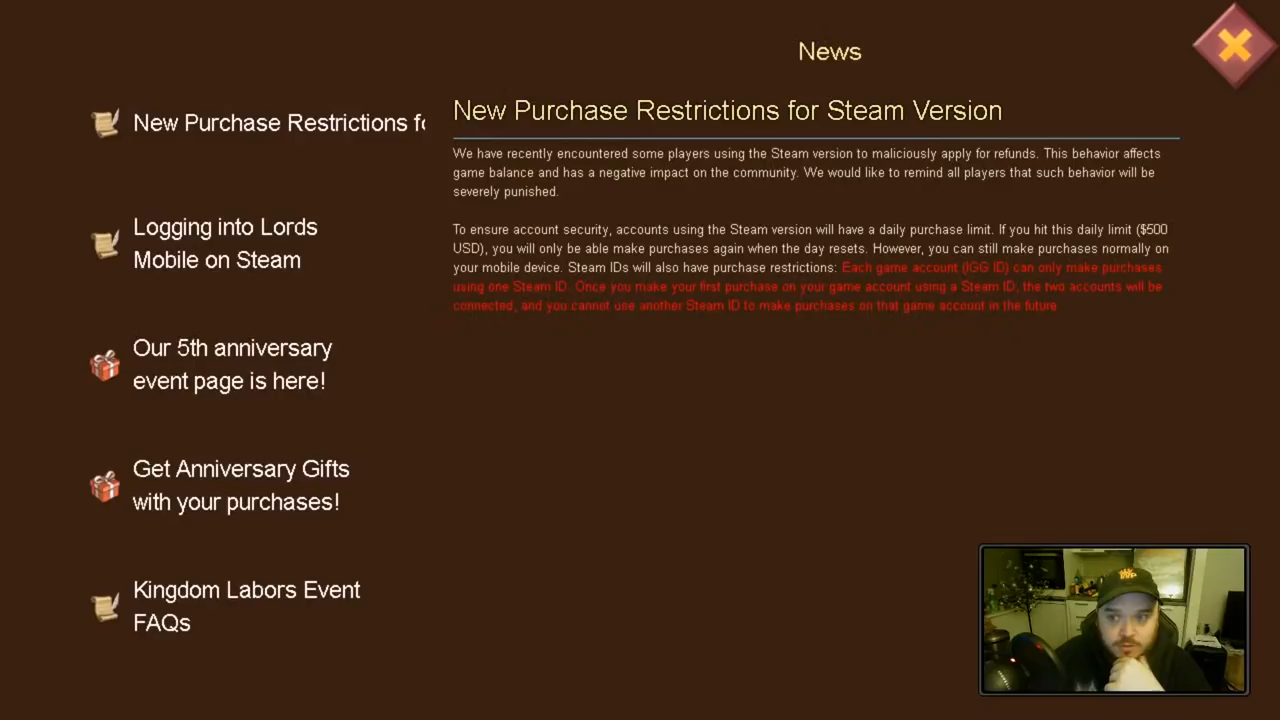 News
New Purchase Restrictions fo
Logging into Lords
Mobile on Steam
Our 5th anniversary
event page is here!
Get Anniversary Gifts
with your purchases!
Kingdom Labors Event
FAQs
New Purchase Restrictions for Steam Version
We have recently encountered some players using the Steam version to maliciously apply for refunds. This behavior affects
game balance and has a negative impact on the community. We would like to remind all players that such behavior will be
severely punished.
To ensure account security, accounts using the Steam version will have a daily purchase limit. If you hit this daily limit ($500
USD), you will only be able make purchases again when the day resets. However, you can still make purchases normally on
your mobile device. Steam IDs will also have purchase restrictions: Each game account (IGG ID) can only make purchases
using one Steam ID. Once you make your first purchase on your game account using a Steam ID, the two accounts will be
connected, and you cannot use another Steam ID to make purchases on that game account in the future